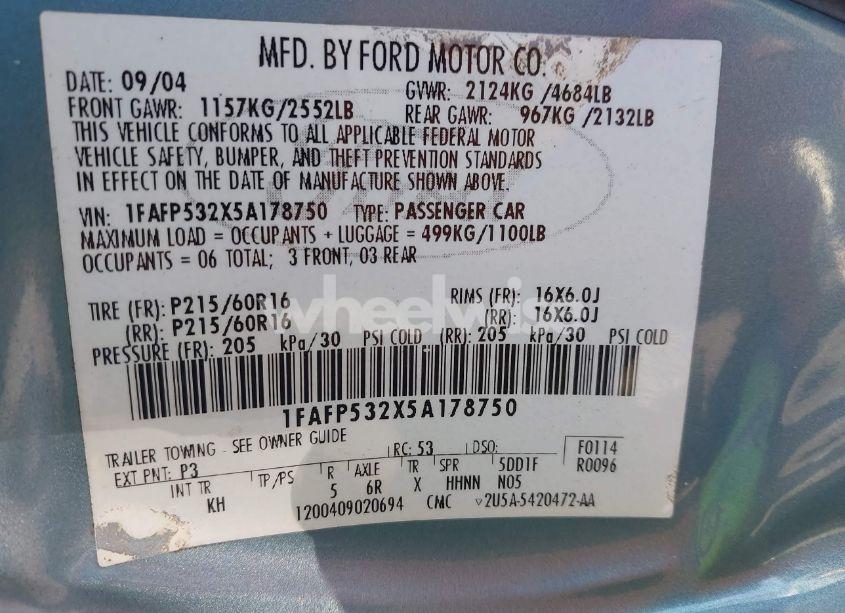 MFD. BY FORD MOTOR CO.
DATE: 09/04 GVWR: 2124KG /4684LB
FRONT GAWR: 1157KG/2552LB REAR GAWR: 967KG /2132LB
THIS VEHICLE CONFORMS TO ALL APPLICABLE FEDERAL MOTOR
VEHICLE SAFETY, BUMPER, AND THEFT PREVENTION STANDARDS
IN EFFECT ON THE DATE OF MANUFACTURE SHOWN ABOVE.
VIN: 1FAFP532X5A178750 TYPE: PASSENGER CAR
MAXIMUM LOAD = OCCUPANTS + LUGGAGE = 499KG/1100LB
OCCUPANTS = 06 TOTAL; 3 FRONT, 03 REAR
TIRE (FR): P215/60R16 RIMS (FR): 16X6.0J
(RR): P215/60R16 (RR): 16X6.0J
PRESSURE (FR): 205 kPa/30 PSI COLD (RR): 205 kPa/30 PSI COLD
wheelwis
1FAFP532X5A178750
TRAILER TOWING - SEE OWNER GUIDE RC: 53 DSO: F0114
EXT PNT: P3 R0096
INT TR TP/PS R AXLE TR SPR 5DD1F
KH 5 6R X HHNN N05
1200409020694 CMC ▽2U5A-5420472-AA